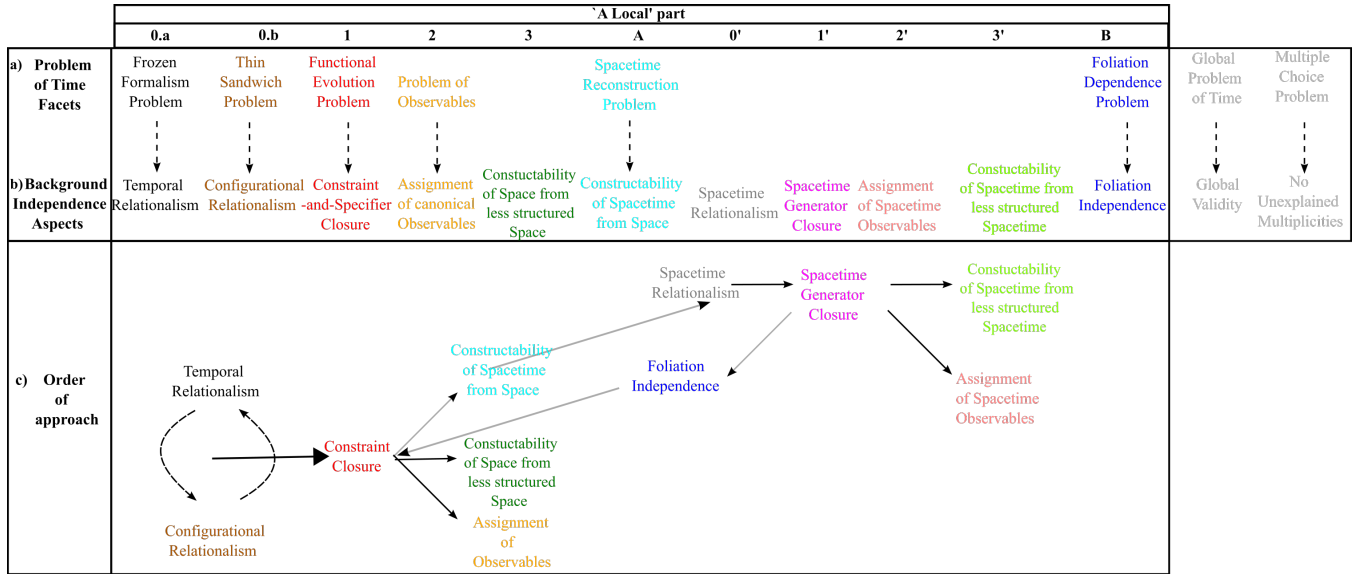 `A Local' part
0.a 0.b 1 2 3 A 0' 1' 2' 3' B
a) Problem
of Time
Facets
Frozen
Formalism
Problem
Thin
Sandwich
Problem
Functional
Evolution
Problem
Problem of
Observables
Spacetime
Reconstruction
Problem
Foliation
Dependence
Problem
Global
Problem
of Time
Multiple
Choice
Problem
b) Background
Independence
Aspects
Temporal
Relationalism
Configurational
Relationalism
Constraint
-and-Specifier
Closure
Assignment
of canonical
Observables
Constuctability
of Space from
less structured
Space
Constructability
of Spacetime
from Space
Spacetime
Relationalism
Spacetime
Generator
Closure
Assignment
of Spacetime
Observables
Constuctability
of Spacetime from
less structured
Spacetime
Foliation
Independence
Global
Validity
No
Unexplained
Multiplicities
c) Order
of
approach
Temporal
Relationalism
Configurational
Relationalism
Constraint
Closure
Constructability
of Spacetime
from Space
Constuctability
of Space from
less structured
Space
Assignment
of
Observables
Spacetime
Relationalism
Foliation
Independence
Spacetime
Generator
Closure
Constuctability
of Spacetime from
less structured
Spacetime
Assignment
of Spacetime
Observables